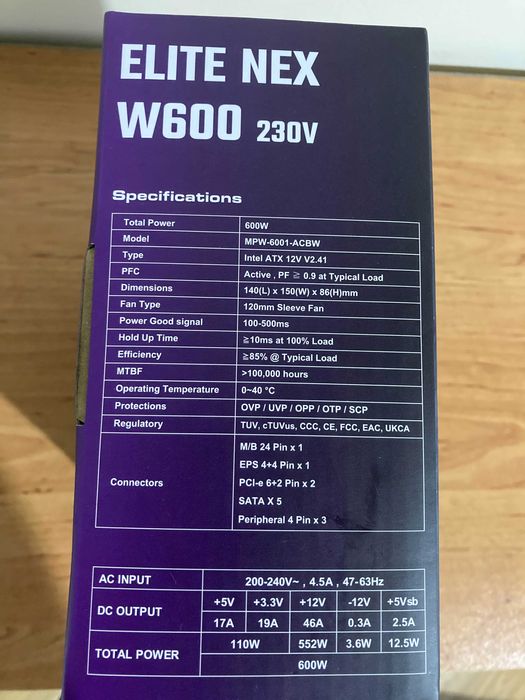 ELITE NEX
W600 230V
Specifications
Total Power 600W
Model MPW-6001-ACBW
Type Intel ATX 12V V2.41
PFC Active , PF ≧ 0.9 at Typical Load
Dimensions 140(L) x 150(W) x 86(H)mm
Fan Type 120mm Sleeve Fan
Power Good signal 100-500ms
Hold Up Time ≧10ms at 100% Load
Efficiency ≧85% @ Typical Load
MTBF >100,000 hours
Operating Temperature 0~40 °C
Protections OVP / UVP / OPP / OTP / SCP
Regulatory TUV, cTUVus, CCC, CE, FCC, EAC, UKCA
Connectors
M/B 24 Pin x 1
EPS 4+4 Pin x 1
PCI-e 6+2 Pin x 2
SATA X 5
Peripheral 4 Pin x 3
AC INPUT 200-240V~ , 4.5A , 47-63Hz
DC OUTPUT
+5V +3.3V +12V -12V +5Vsb
17A 19A 46A 0.3A 2.5A
TOTAL POWER
110W 552W 3.6W 12.5W
600W